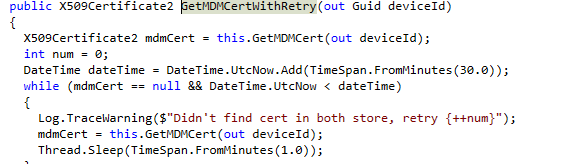 public X509Certificate2 GetMDMCertWithRetry(out Guid deviceId)
{
X509Certificate2 mdmCert = this.GetMDMCert(out deviceId);
int num = 0;
DateTime dateTime = DateTime.UtcNow.Add(TimeSpan.FromMinutes(30.0));
while (mdmCert == null && DateTime.UtcNow < dateTime)
{
Log.TraceWarning($"Didn't find cert in both store, retry {++num}");
mdmCert = this.GetMDMCert(out deviceId);
Thread.Sleep(TimeSpan.FromMinutes(1.0));
}